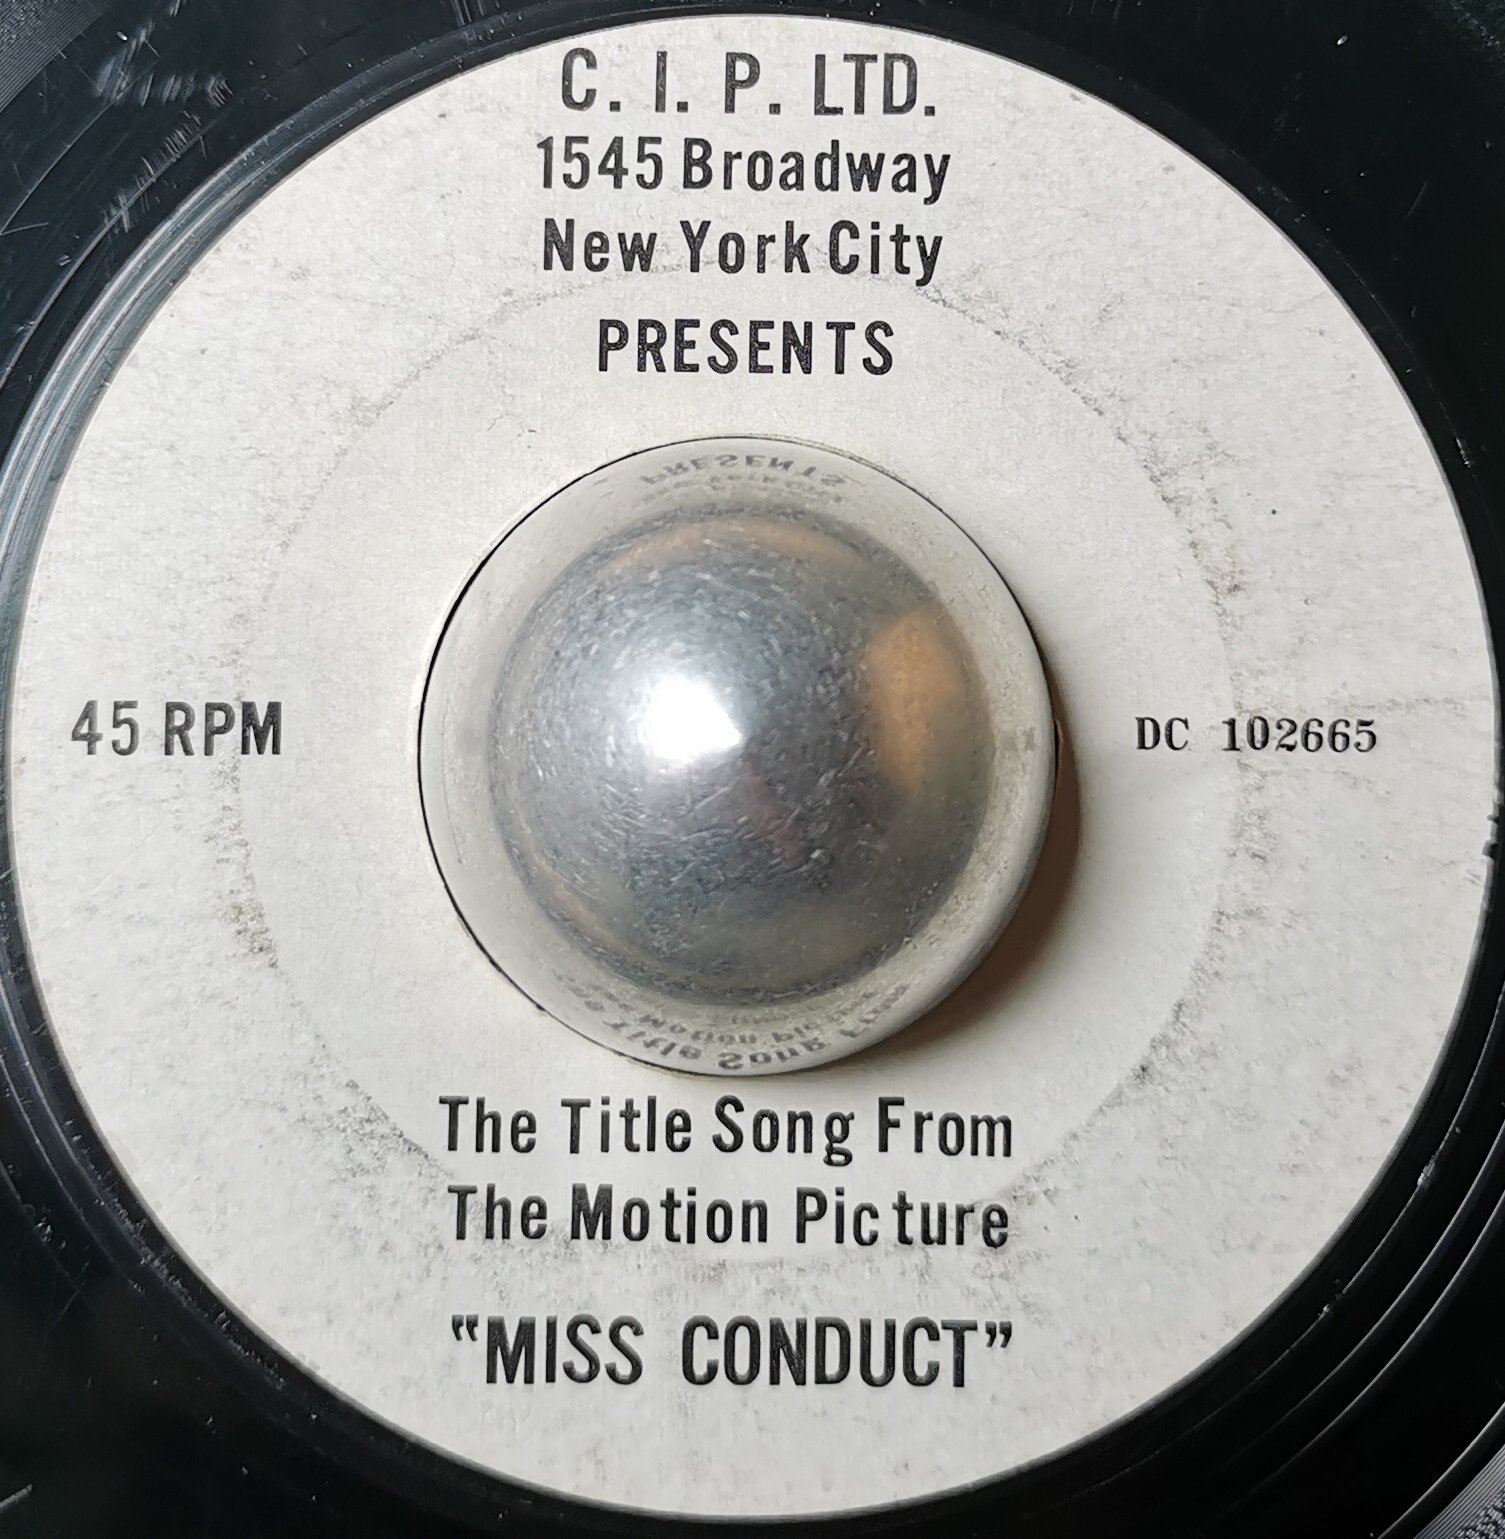 C. I. P. LTD.
1545 Broadway
New York City
PRESENTS
45 RPM
DC 102665
The Title Song From
The Motion Picture
"MISS CONDUCT"